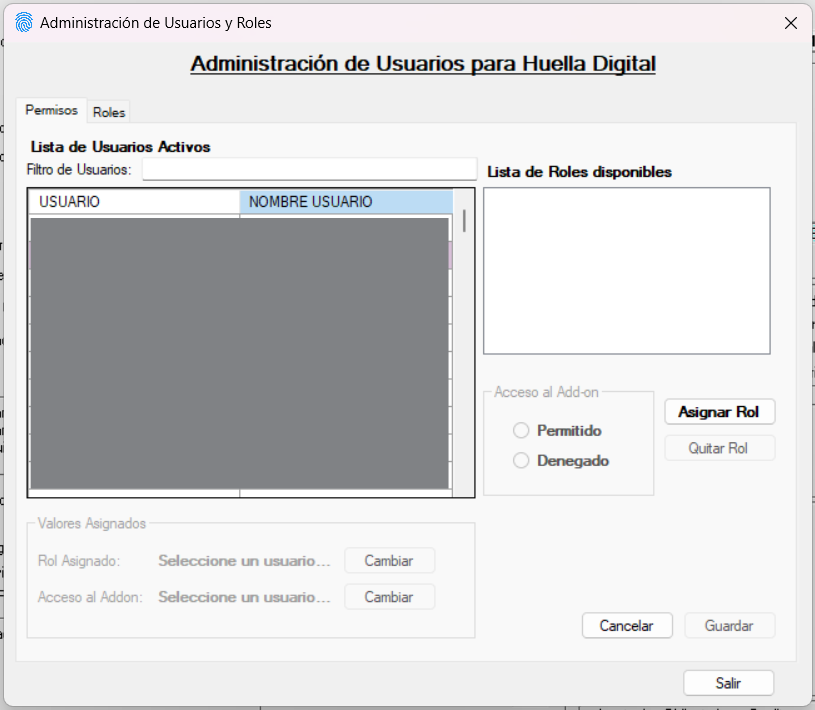 Administración de Usuarios y Roles
Administración de Usuarios para Huella Digital
Permisos
Roles
Lista de Usuarios Activos
Filtro de Usuarios:
Lista de Roles disponibles
USUARIO
NOMBRE USUARIO
Acceso al Add-on
Permitido
Denegado
Asignar Rol
Quitar Rol
Valores Asignados
Rol Asignado:
Seleccione un usuario...
Cambiar
Acceso al Addon:
Seleccione un usuario...
Cambiar
Cancelar
Guardar
Salir